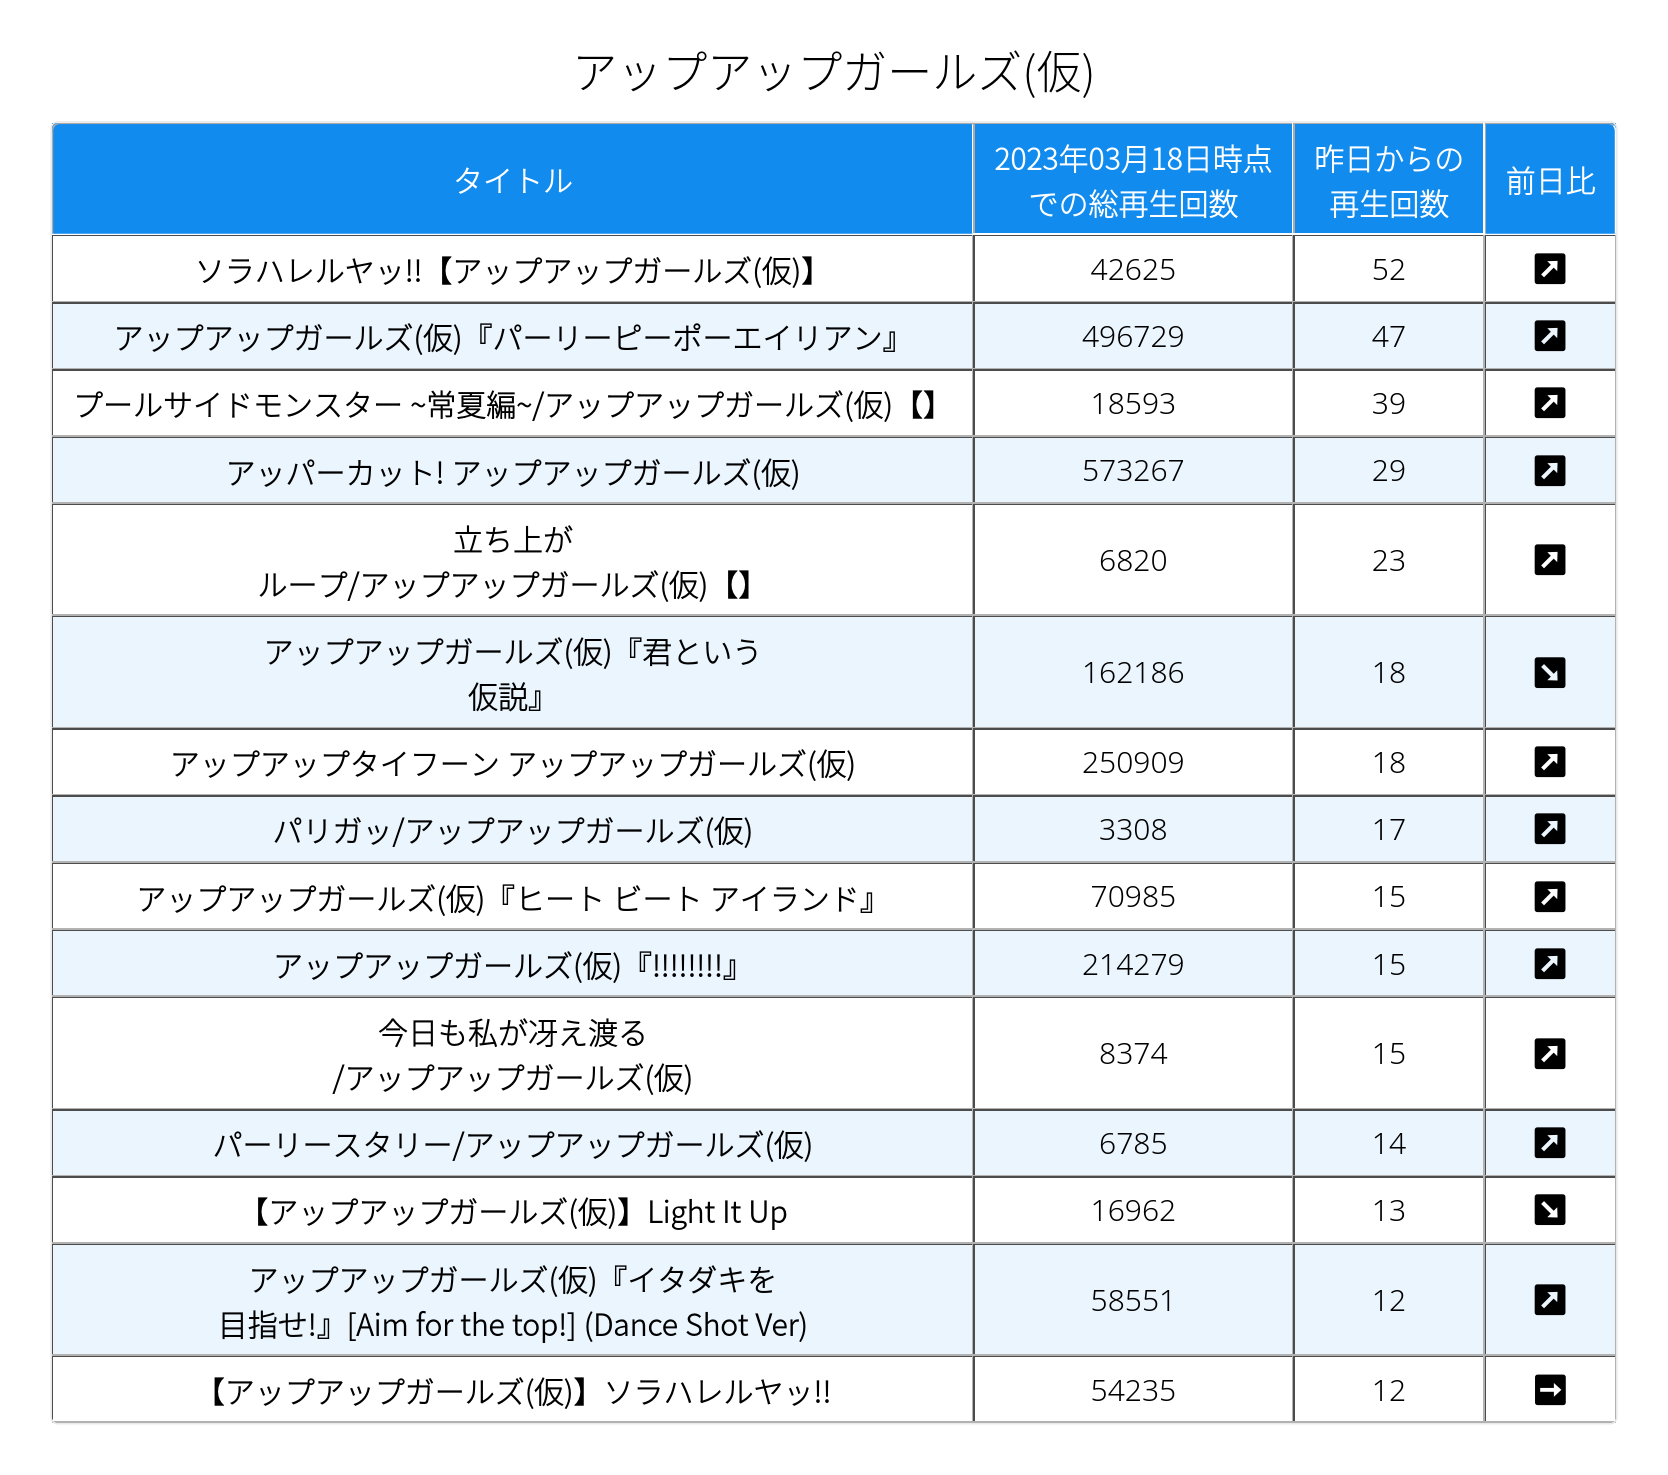 アップアップガールズ(仮)
タイトル
2023年03月18日時点
での総再生回数
昨日からの
再生回数
前日比
ソラハレルヤッ!!【アップアップガールズ(仮)】 42625 52
アップアップガールズ(仮)『パーリーピーポーエイリアン』 496729 47
プールサイドモンスター ~常夏編~/アップアップガールズ(仮)【】 18593 39
アッパーカット! アップアップガールズ(仮) 573267 29
立ち上が
ループ/アップアップガールズ(仮)【】 6820 23
アップアップガールズ(仮)『君という
仮説』 162186 18
アップアップタイフーン アップアップガールズ(仮) 250909 18
パリガッ/アップアップガールズ(仮) 3308 17
アップアップガールズ(仮)『ヒート ビート アイランド』 70985 15
アップアップガールズ(仮)『!!!!!!!!』 214279 15
今日も私が冴え渡る
/アップアップガールズ(仮) 8374 15
パーリースタリー/アップアップガールズ(仮) 6785 14
【アップアップガールズ(仮)】Light It Up 16962 13
アップアップガールズ(仮)『イタダキを
目指せ!』[Aim for the top!] (Dance Shot Ver) 58551 12
【アップアップガールズ(仮)】ソラハレルヤッ!! 54235 12